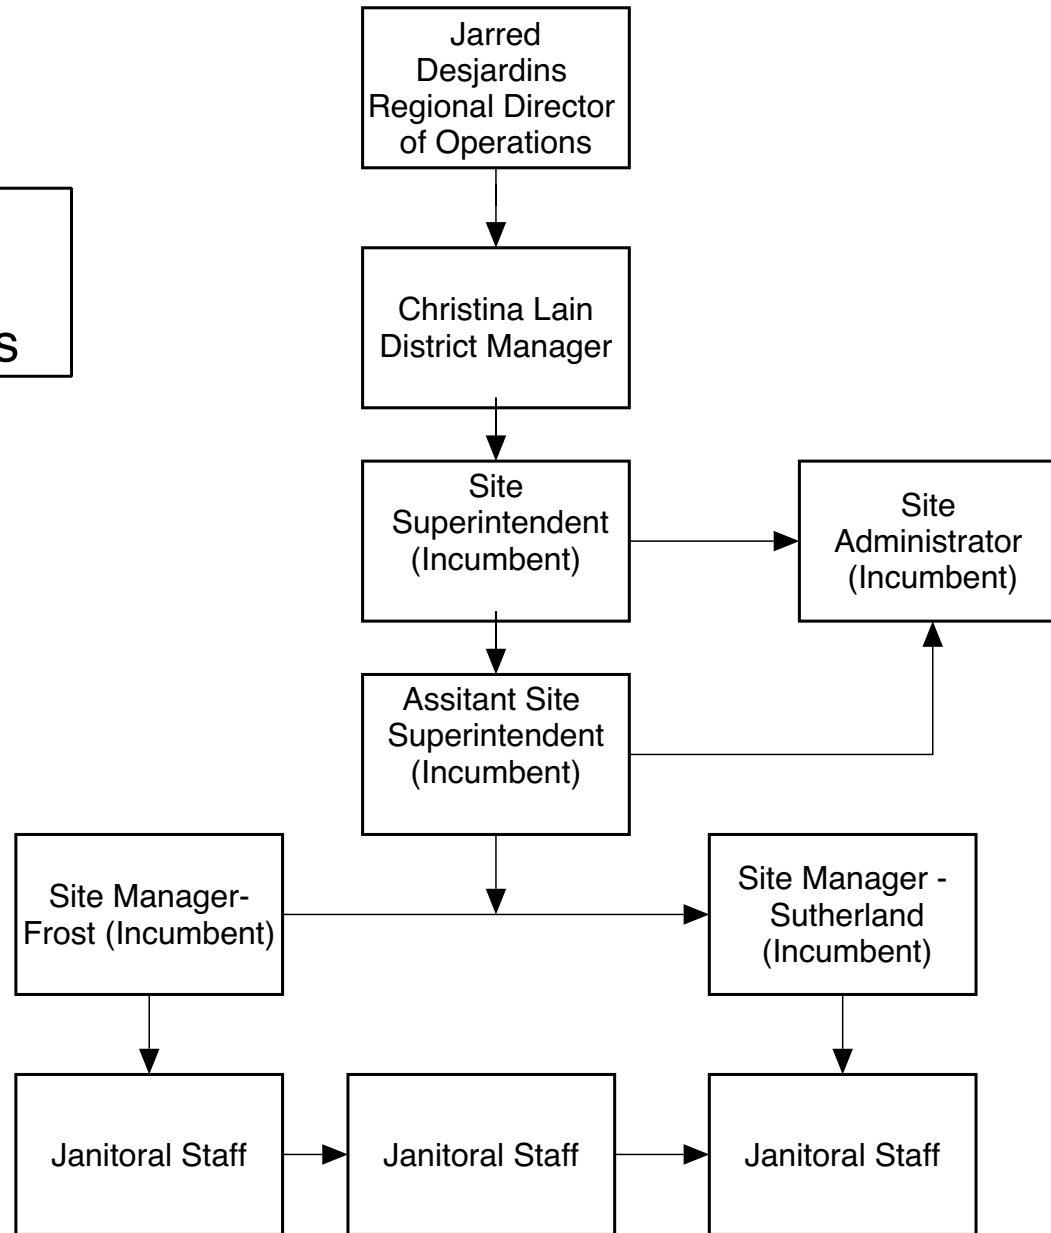 Jarred
Desjardins
Regional Director
of Operations
s
Christina Lain
District Manager
Site
Superintendent
(Incumbent)
Site
Administrator
(Incumbent)
Assitant Site
Superintendent
(Incumbent)
Site Manager-
Frost (Incumbent)
Site Manager -
Sutherland
(Incumbent)
Janitoral Staff
Janitoral Staff
Janitoral Staff